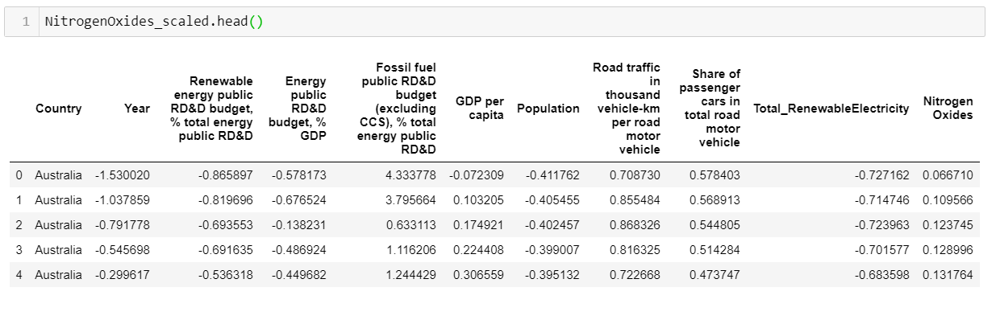 1 NitrogenOxides_scaled.head()
Country Year Renewable energy public RD&D budget, % total energy public RD&D Energy public RD&D budget, % GDP Fossil fuel public RD&D budget (excluding CCS), % total energy public RD&D GDP per capita Population Road traffic in thousand vehicle-km per road motor vehicle Share of passenger cars in total road motor vehicle Total_RenewableElectricity Nitrogen Oxides
0 Australia -1.530020 -0.865897 -0.578173 4.333778 -0.072309 -0.411762 0.708730 0.578403 -0.727162 0.066710
1 Australia -1.037859 -0.819696 -0.676524 3.795664 0.103205 -0.405455 0.855484 0.568913 -0.714746 0.109566
2 Australia -0.791778 -0.693553 -0.138231 0.633113 0.174921 -0.402457 0.868326 0.544805 -0.723963 0.123745
3 Australia -0.545698 -0.691635 -0.486924 1.116206 0.224408 -0.399007 0.816325 0.514284 -0.701577 0.128996
4 Australia -0.299617 -0.536318 -0.449682 1.244429 0.306559 -0.395132 0.722668 0.473747 -0.683598 0.131764